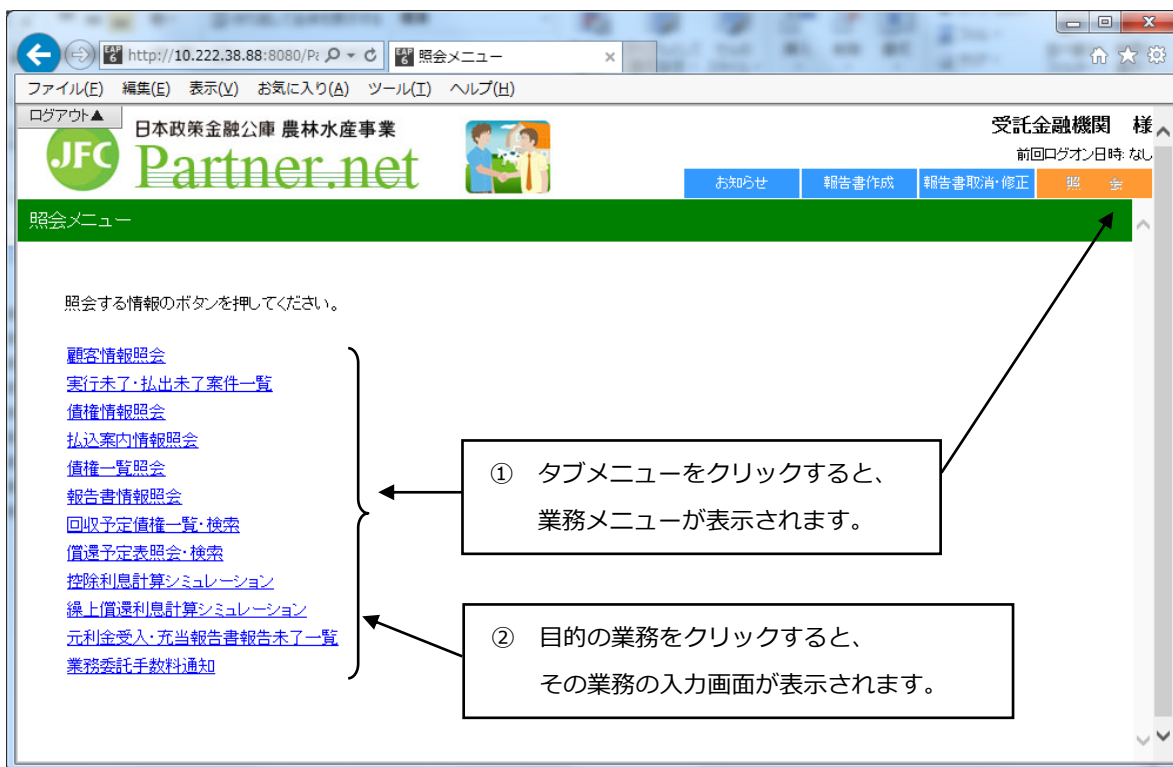 http://10.222.38.88:8080/Pa
照会メニュー
ファイル(F) 編集(E) 表示(V) お気に入り(A) ツール(T) ヘルプ(H)
ログアウト▲
日本政策金融公庫 農林水産事業
JFC
Partner.net
受託金融機関 様
前回ログオン日時:なし
お知らせ 報告書作成 報告書取消・修正 照 会
照会メニュー
照会する情報のボタンを押してください。
顧客情報照会
実行未了・払出未了案件一覧
債権情報照会
払込案内情報照会
債権一覧照会
報告書情報照会
回収予定債権一覧・検索
償還予定表照会・検索
控除利息計算シミュレーション
繰上償還利息計算シミュレーション
元利金受入・充当報告書報告未了一覧
業務委託手数料通知
① タブメニューをクリックすると、
業務メニューが表示されます。
② 目的の業務をクリックすると、
その業務の入力画面が表示されます。